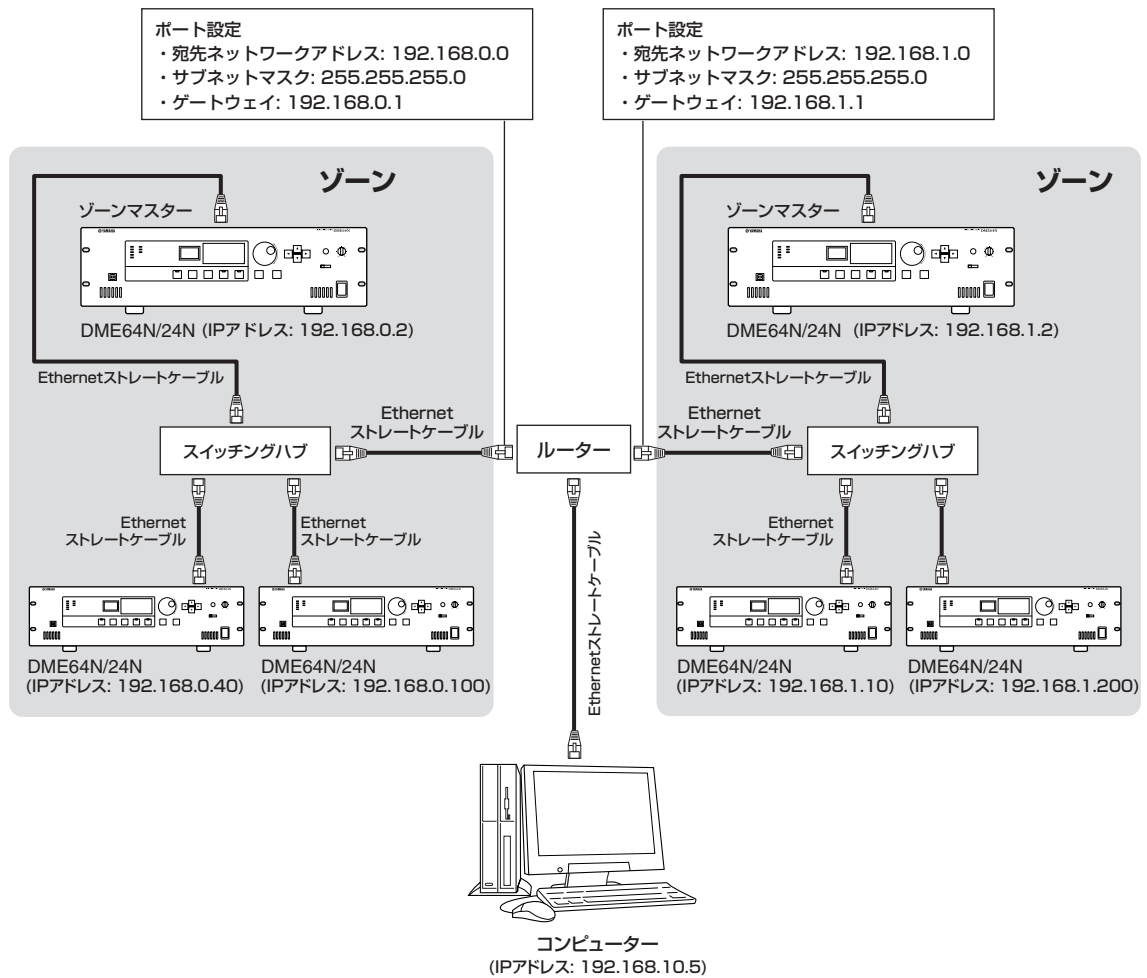 ポート設定
・宛先ネットワークアドレス: 192.168.0.0
・サブネットマスク: 255.255.255.0
・ゲートウェイ: 192.168.0.1
ポート設定
・宛先ネットワークアドレス: 192.168.1.0
・サブネットマスク: 255.255.255.0
・ゲートウェイ: 192.168.1.1
ゾーン
ゾーンマスター
DME64N/24N (IPアドレス: 192.168.0.2)
Ethernetストレートケーブル
スイッチングハブ
Ethernet
ストレートケーブル
Ethernet
ストレートケーブル
Ethernet
ストレートケーブル
DME64N/24N
(IPアドレス: 192.168.0.40)
DME64N/24N
(IPアドレス: 192.168.0.100)
ルーター
Ethernetストレートケーブル
ゾーン
ゾーンマスター
DME64N/24N (IPアドレス: 192.168.1.2)
Ethernetストレートケーブル
Ethernet
ストレートケーブル
スイッチングハブ
Ethernet
ストレートケーブル
Ethernet
ストレートケーブル
DME64N/24N
(IPアドレス: 192.168.1.10)
DME64N/24N
(IPアドレス: 192.168.1.200)
コンピューター
(IPアドレス: 192.168.10.5)